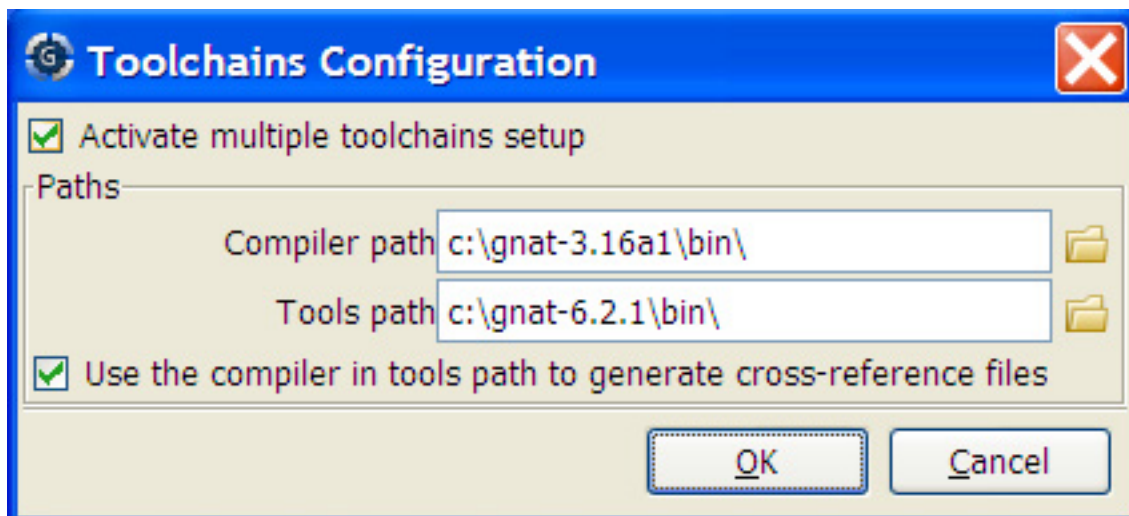 Toolchains Configuration
Activate multiple toolchains setup
Paths
Compiler path c:\gnat-3.16a1\bin\
Tools path c:\gnat-6.2.1\bin\
Use the compiler in tools path to generate cross-reference files
OK Cancel